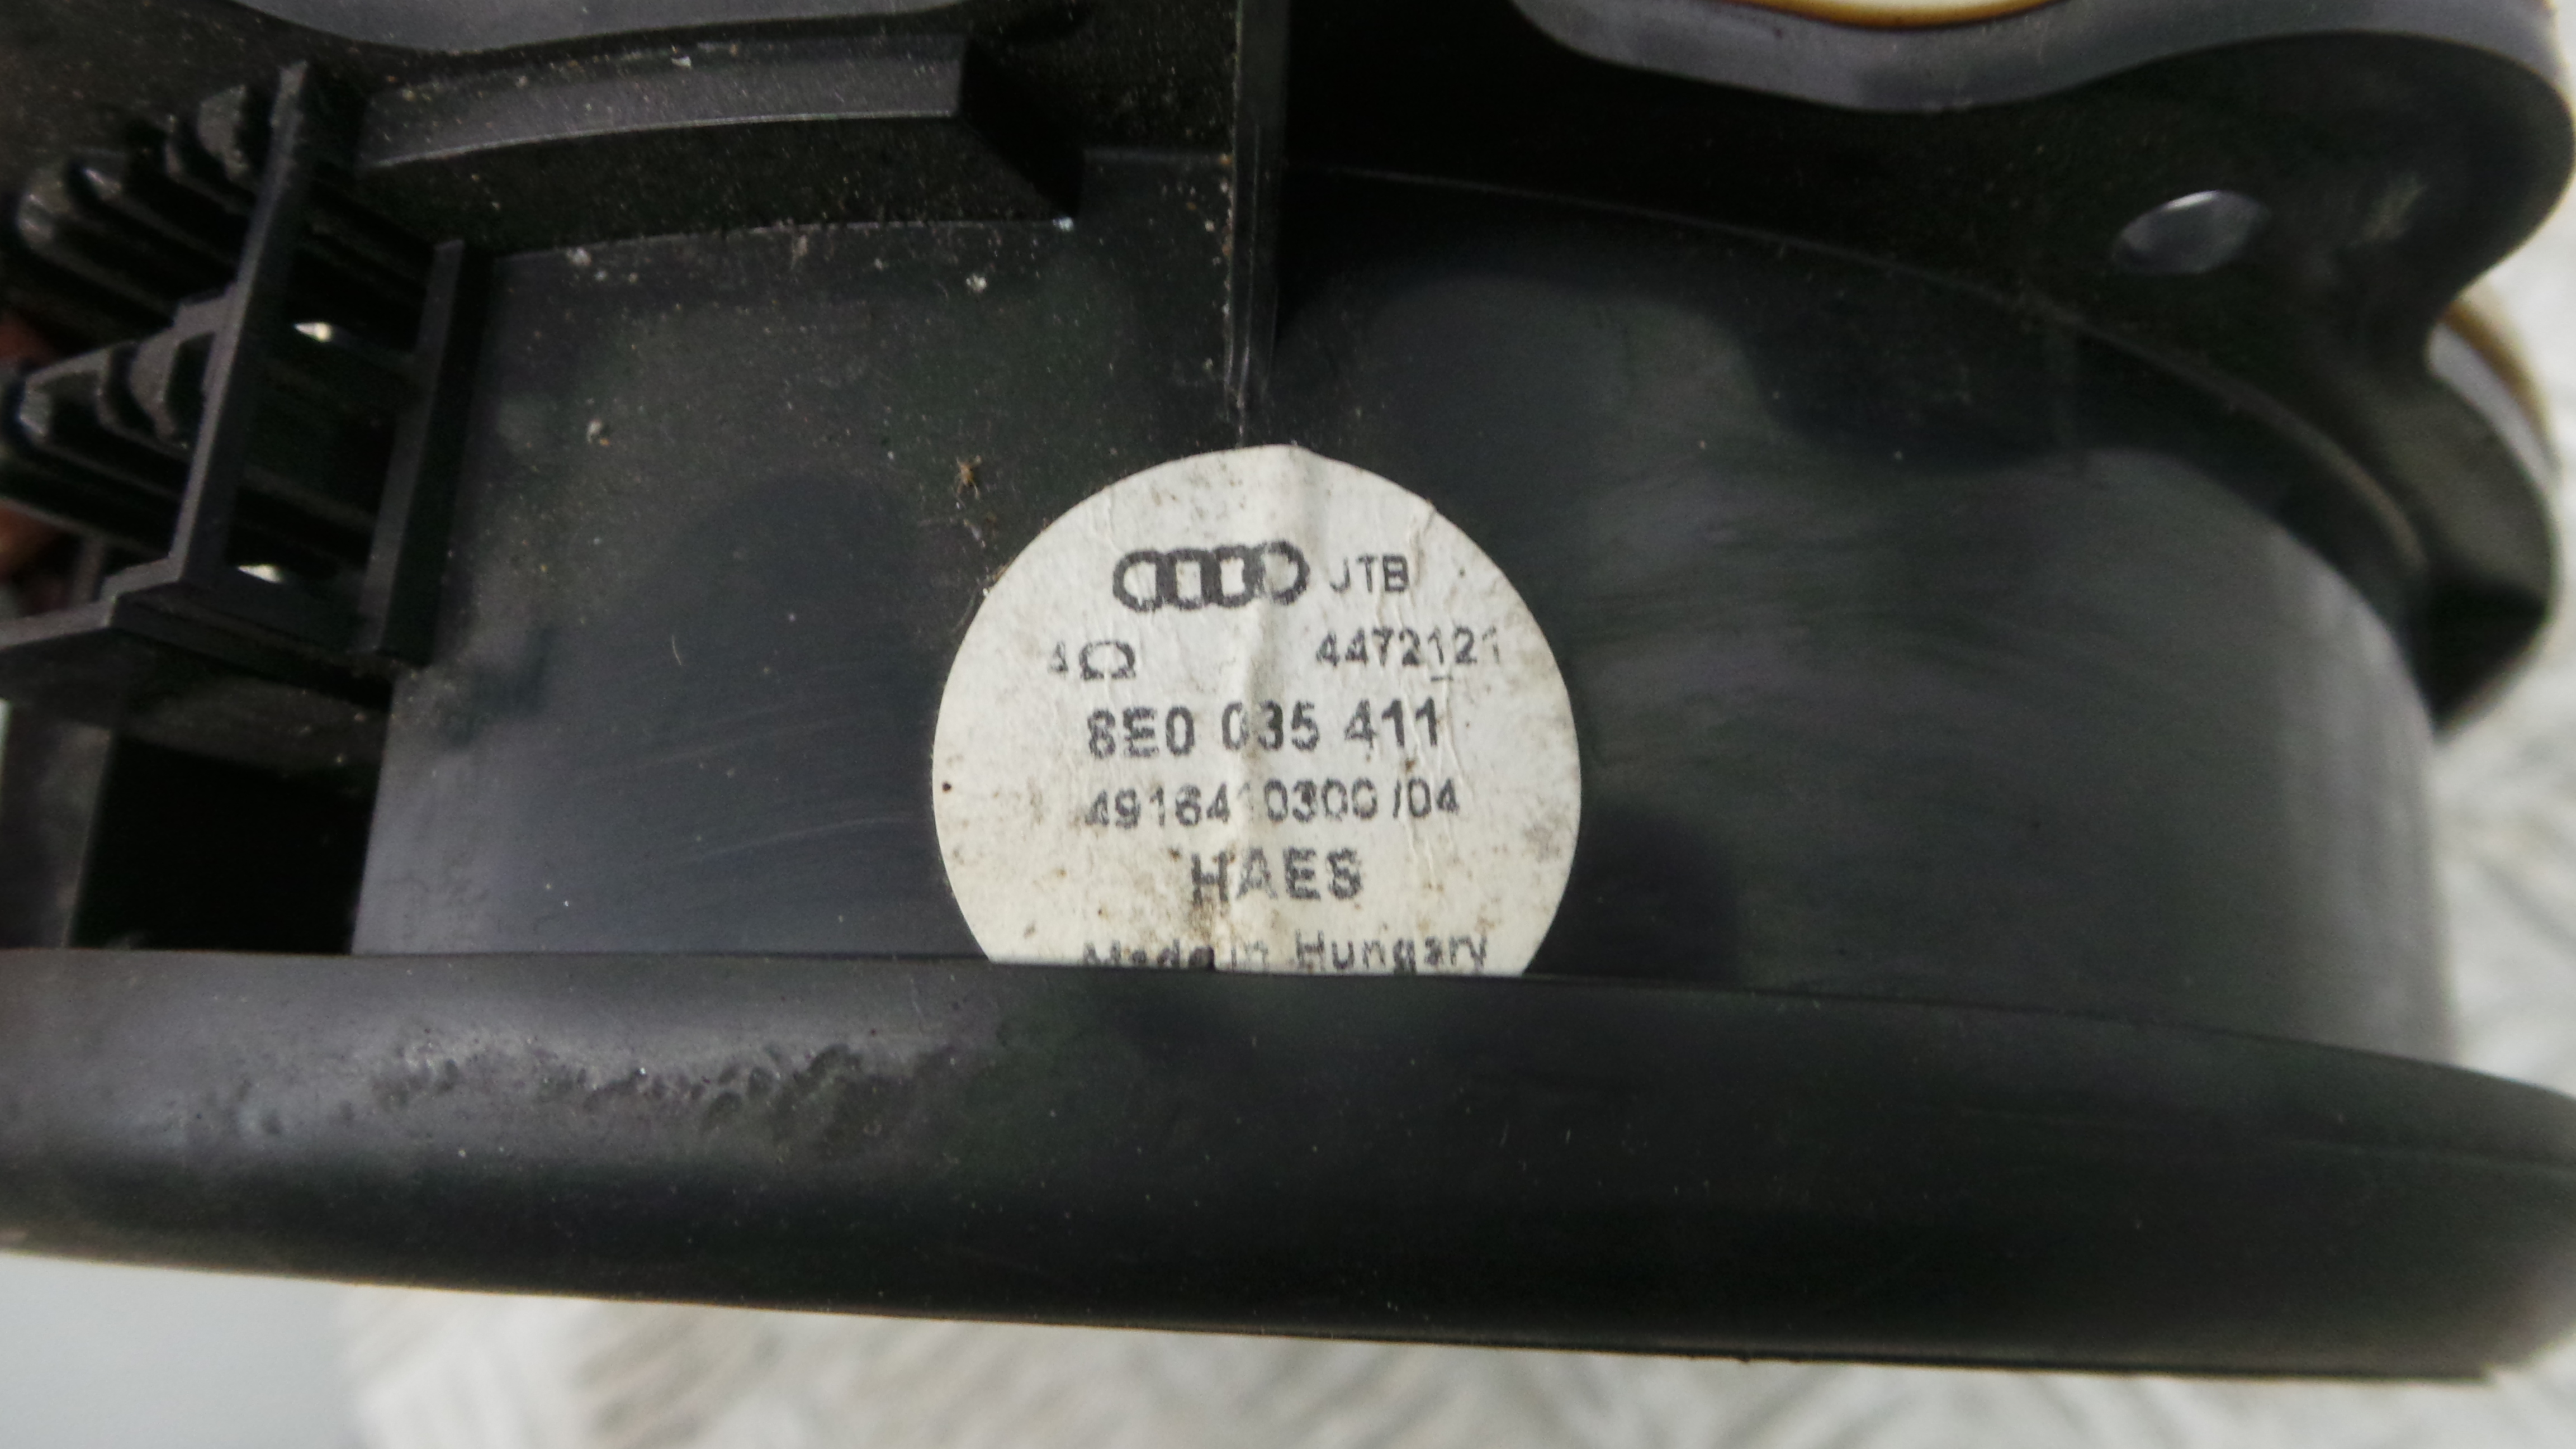 JTB
4Ω 4472121
8E0 035 411
4916410300 /04
HAES
Made in Hungary